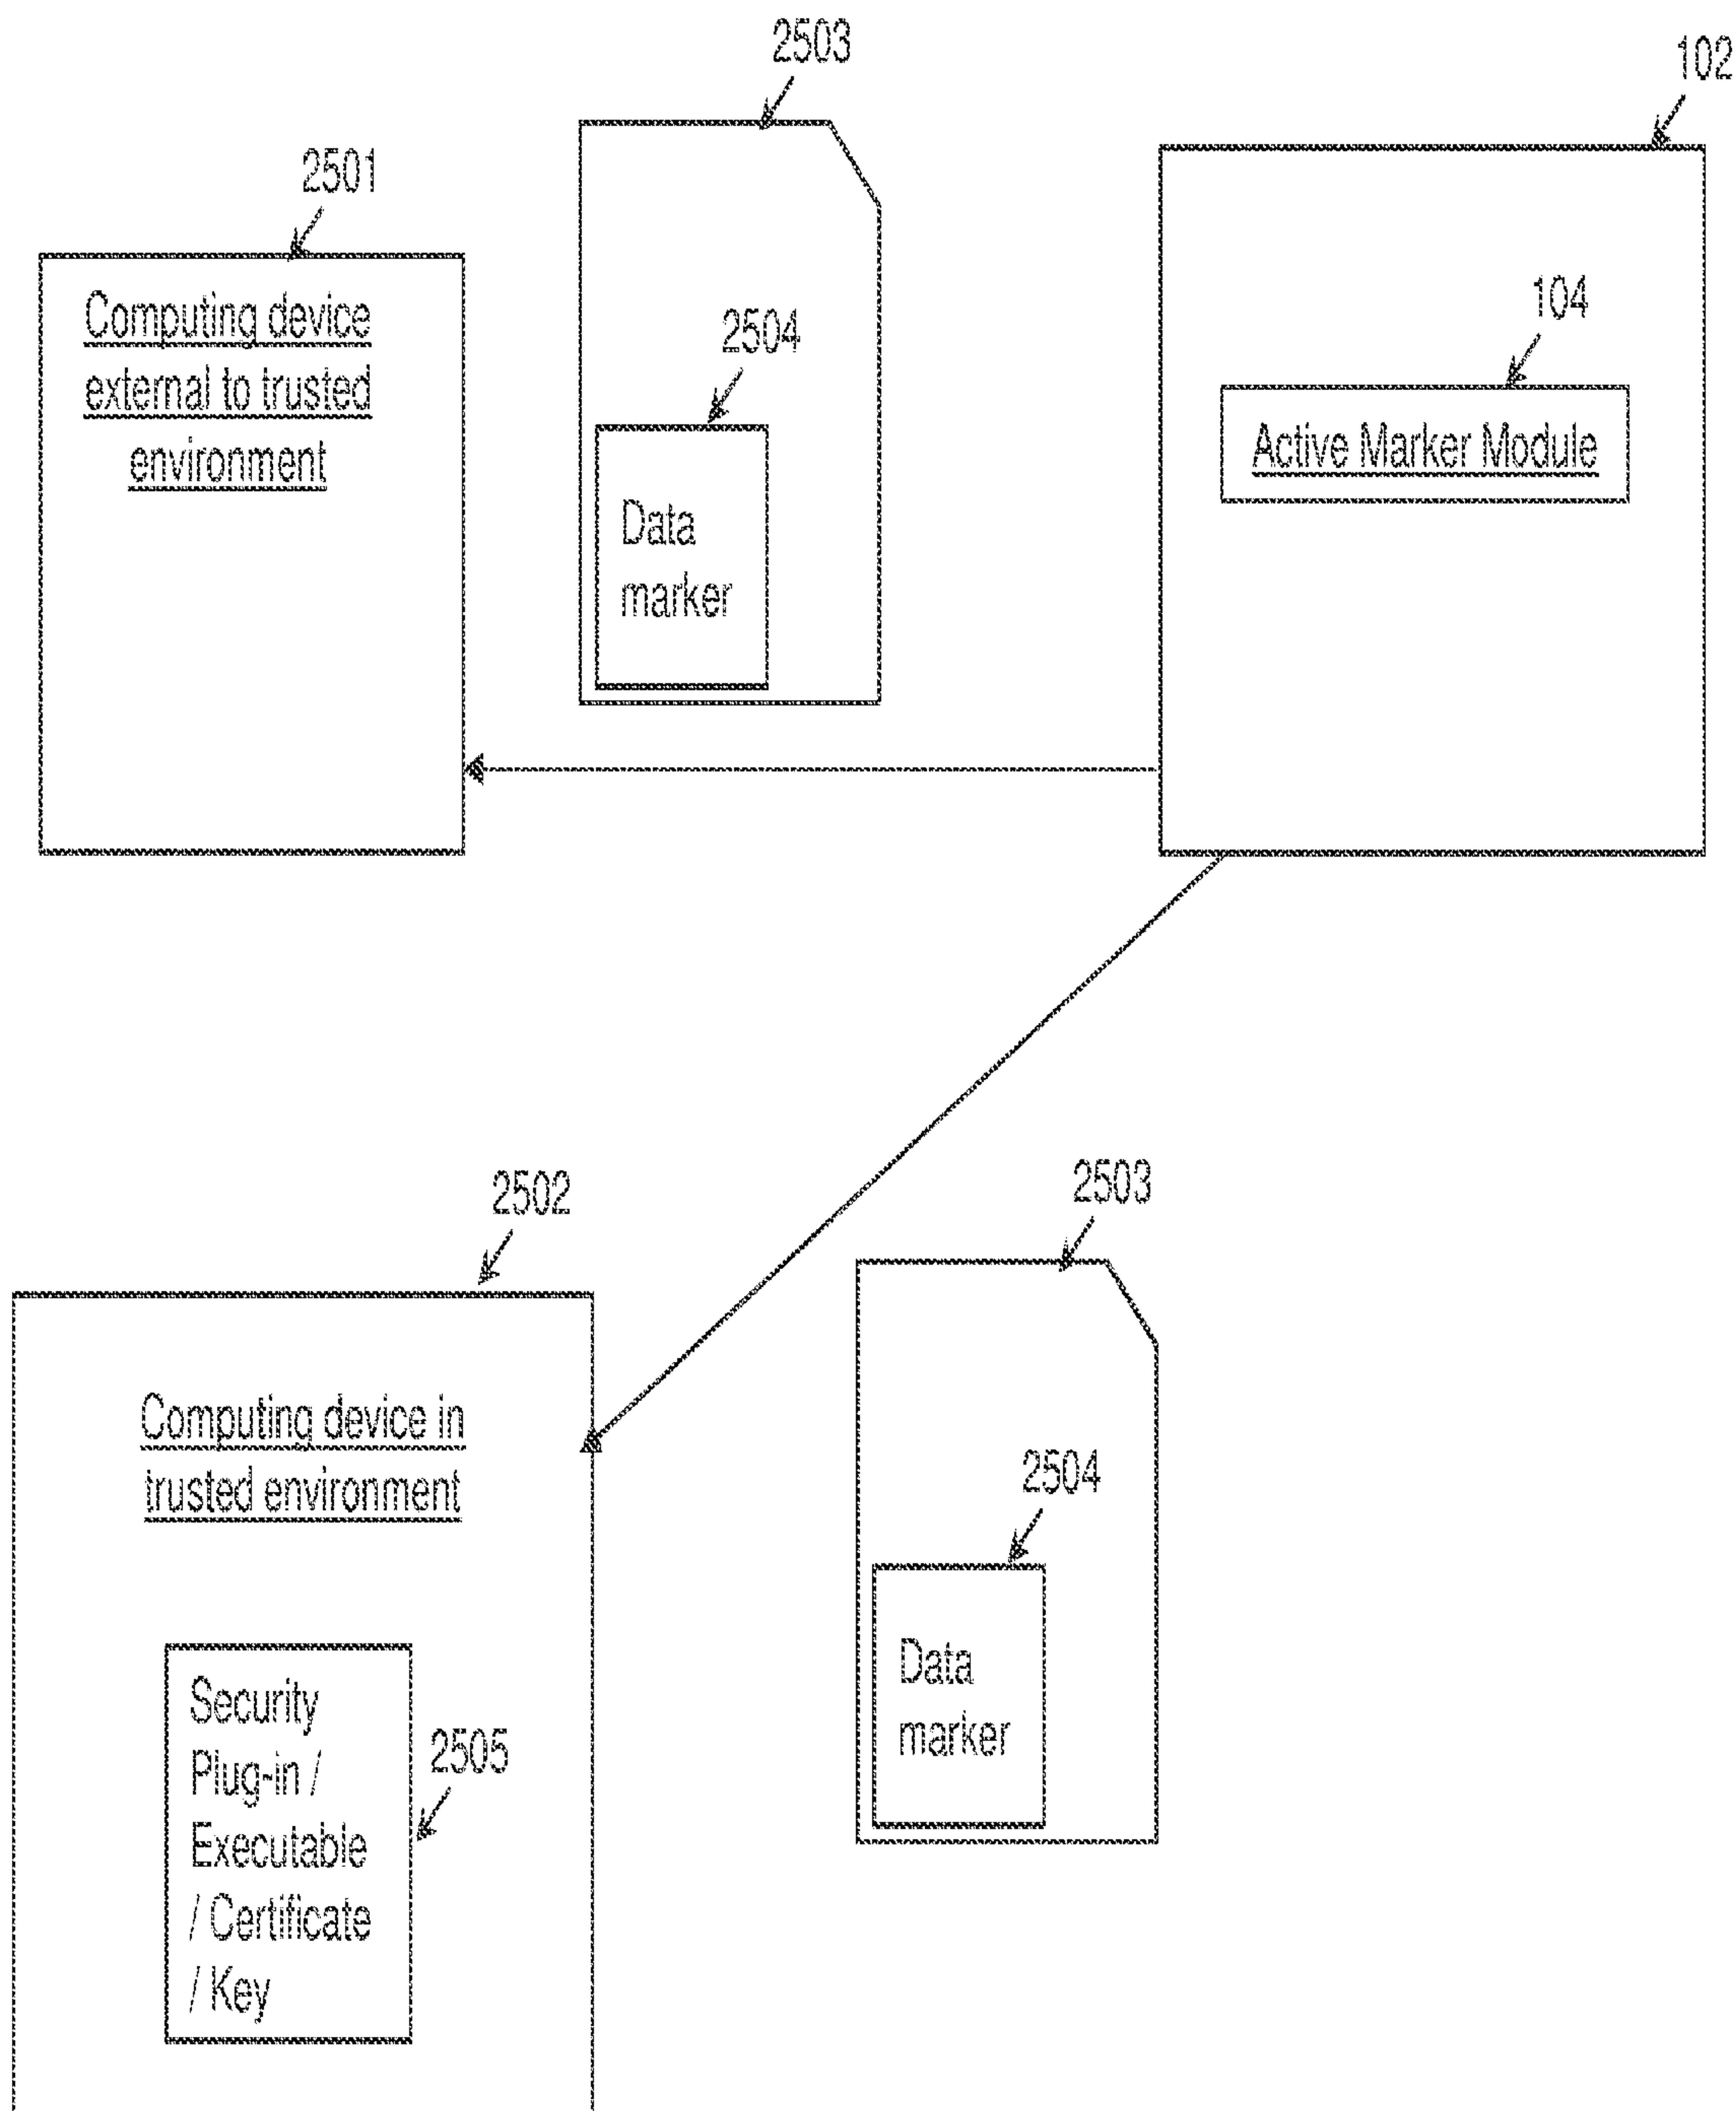 2503
102
2501
Computing device
external to trusted
environment
2504
Data
marker
104
Active Marker Module
2502
2503
Computing device in
trusted environment
2504
Data
marker
Security
Plug-in /
Executable
/ Certificate
/ Key
2505